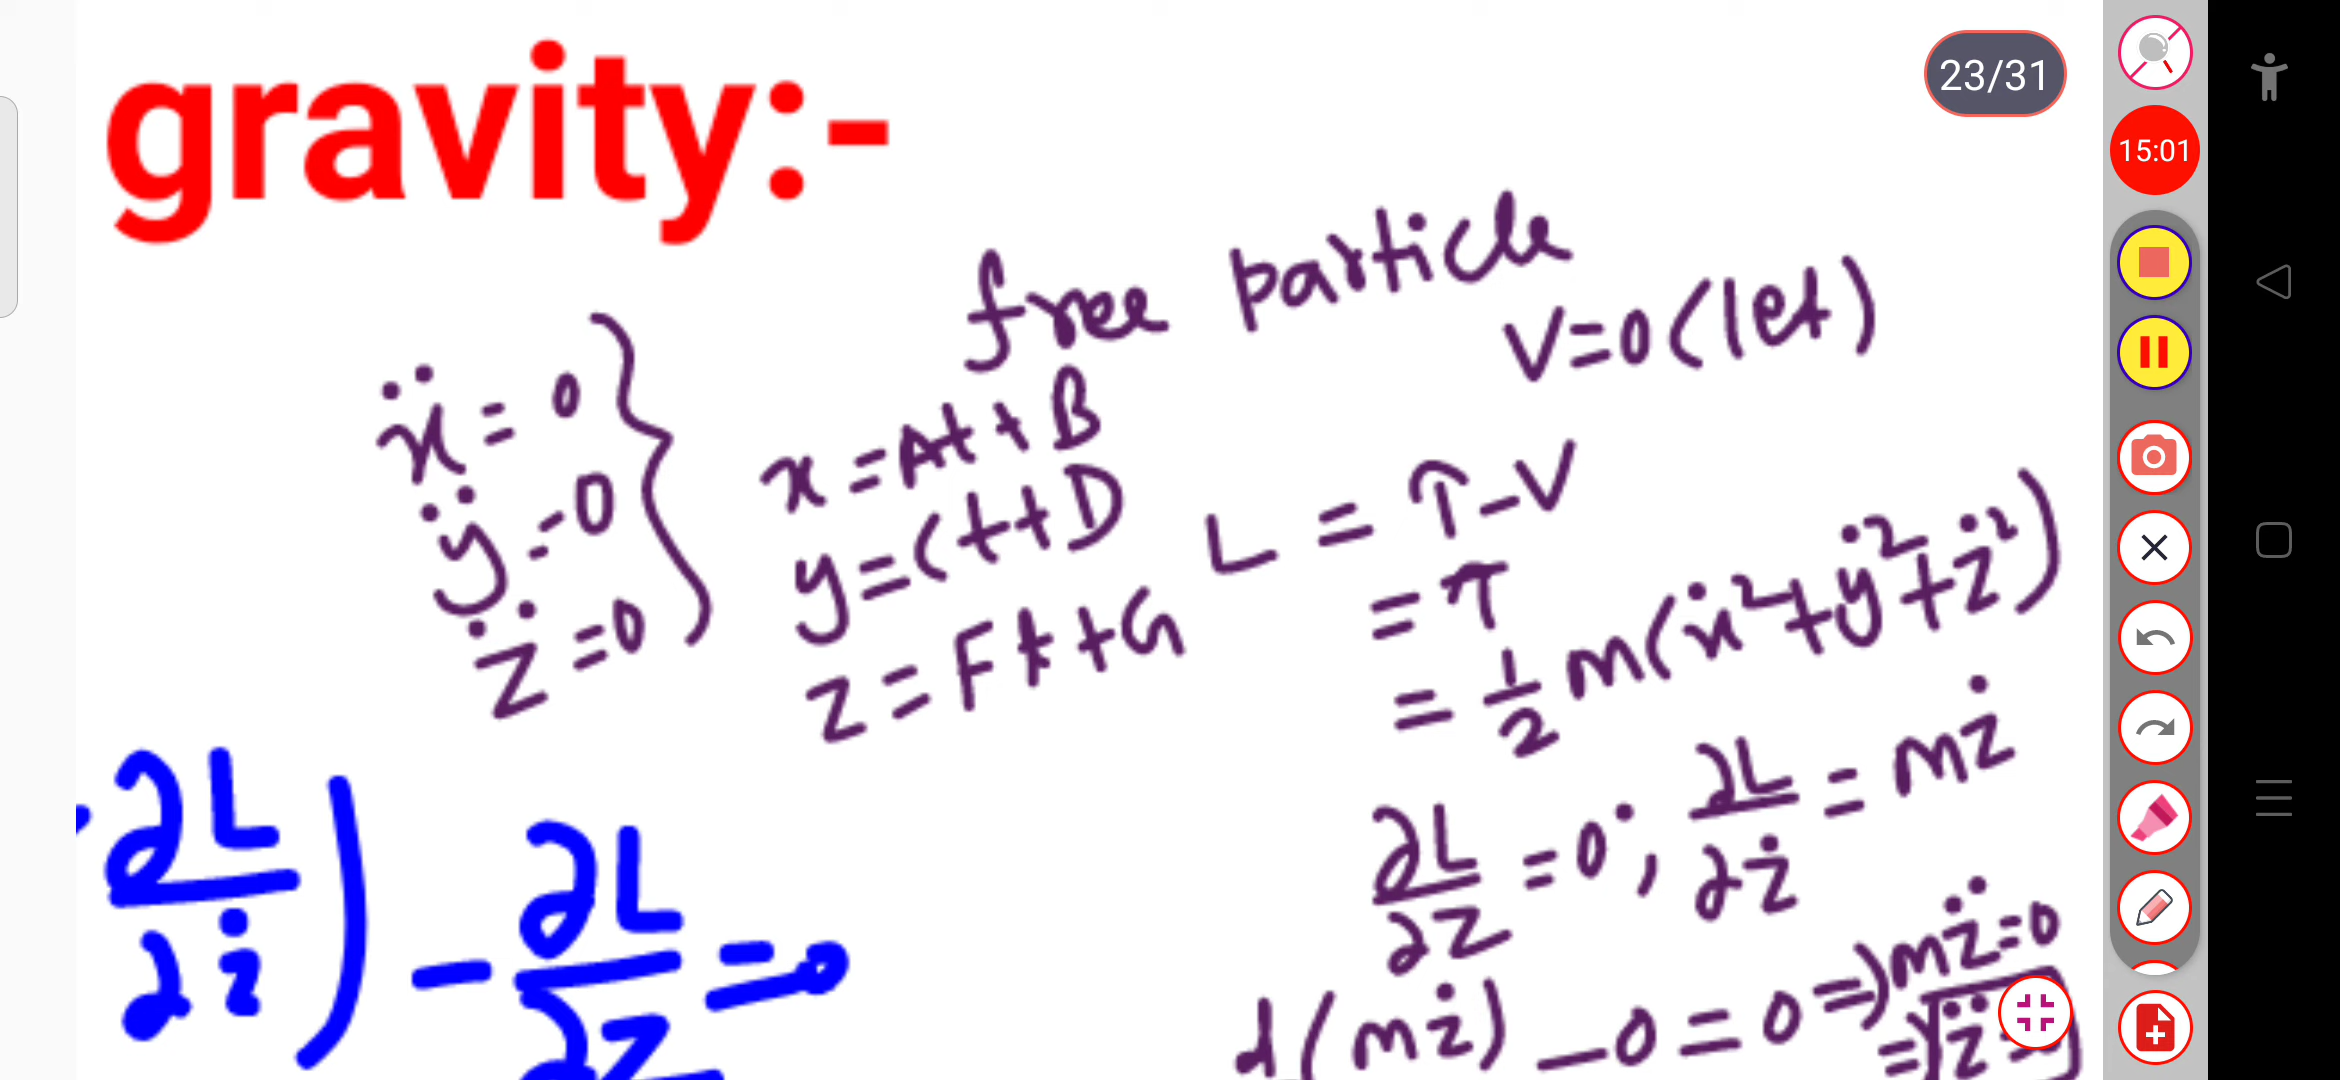 gravity:-
23/31
15:01
free particle
V=0 (let)
ẍ = 0
ÿ = 0
z̈ = 0
x = At + B
y = Ct + D
z = Ft + G
L = T - V
= T
= 1/2 m(ẋ² + ẏ² + ż²)
∂L/∂z = 0 ; ∂L/∂ż = mż
∂L/∂ż ) - ∂L/∂z = 0
d (mż) - 0 = 0 ⇒ mz̈ = 0
⇒ z̈ =